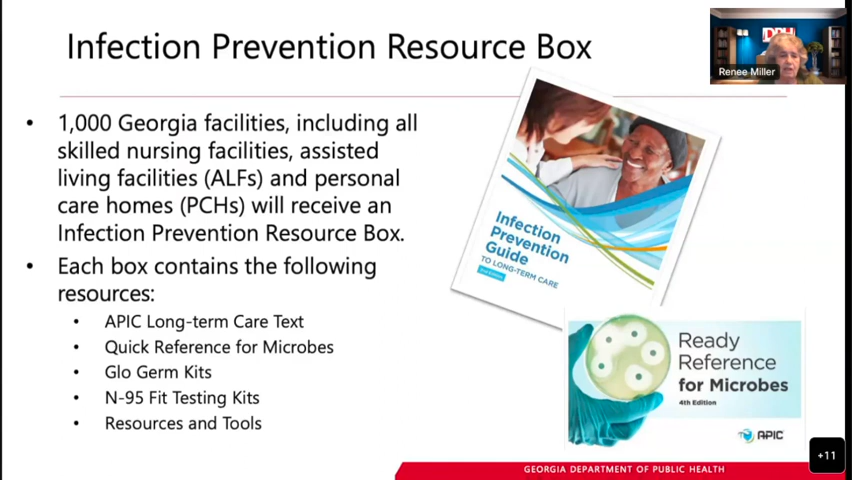 Infection Prevention Resource Box
Renee Miller
• 1,000 Georgia facilities, including all
skilled nursing facilities, assisted
living facilities (ALFs) and personal
care homes (PCHs) will receive an
Infection Prevention Resource Box.
• Each box contains the following
resources:
• APIC Long-term Care Text
• Quick Reference for Microbes
• Glo Germ Kits
• N-95 Fit Testing Kits
• Resources and Tools
Infection
Prevention
Guide
TO LONG-TERM CARE
2nd Edition
Ready
Reference
for Microbes
4th Edition
APIC
+11
GEORGIA DEPARTMENT OF PUBLIC HEALTH